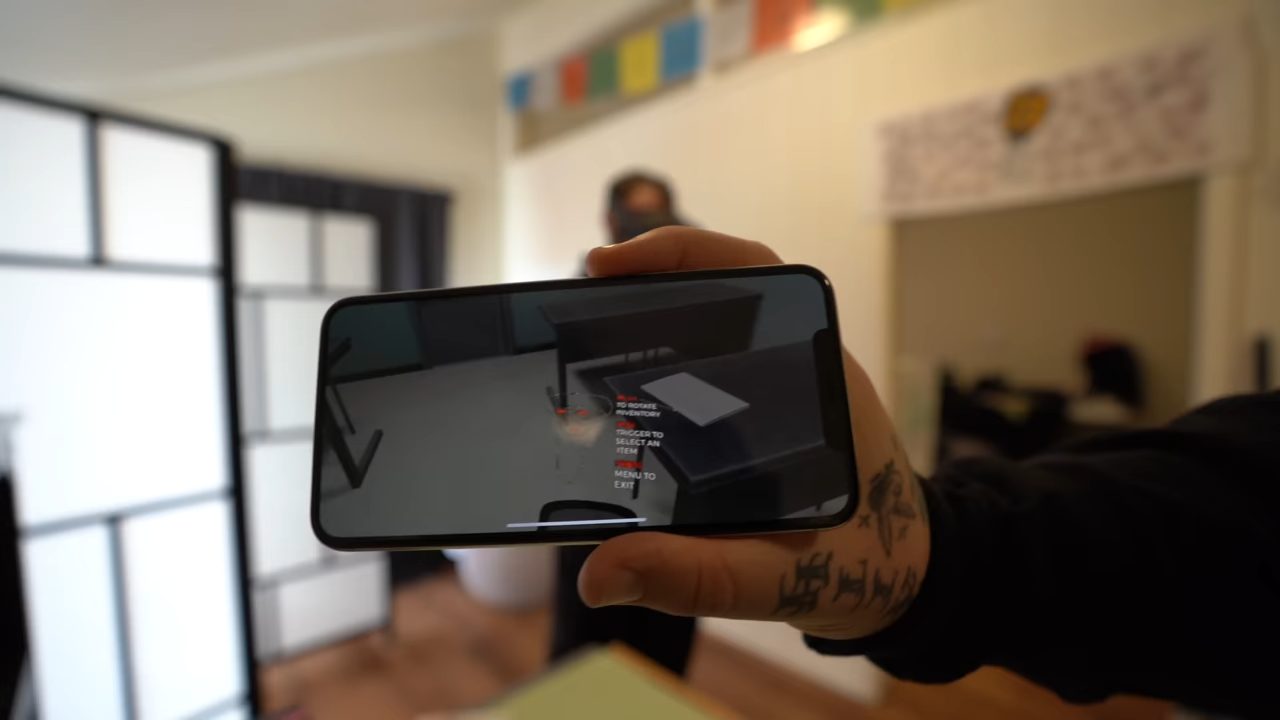 TO ROTATE
INVENTORY
TRIGGER TO
SELECT AN
ITEM
MENU TO
EXIT